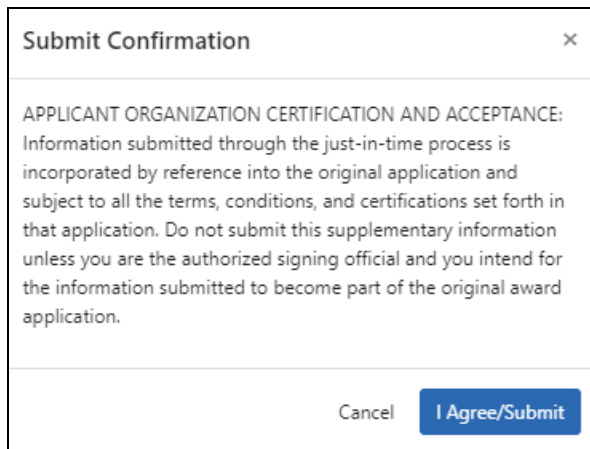 Submit Confirmation ×
APPLICANT ORGANIZATION CERTIFICATION AND ACCEPTANCE:
Information submitted through the just-in-time process is
incorporated by reference into the original application and
subject to all the terms, conditions, and certifications set forth in
that application. Do not submit this supplementary information
unless you are the authorized signing official and you intend for
the information submitted to become part of the original award
application.
Cancel I Agree/Submit